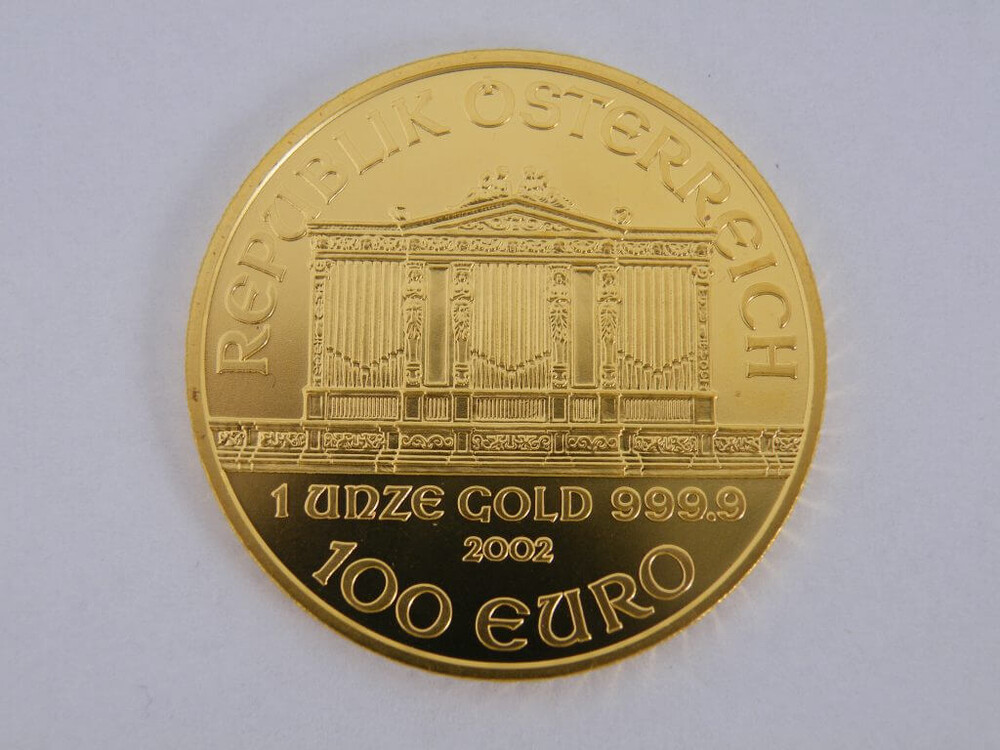 REPUBLIK ÖSTERREICH
1 UNZE GOLD 999.9
2002
100 EURO